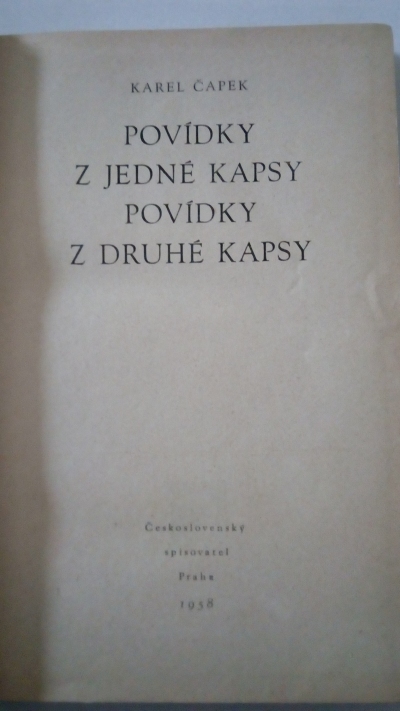 KAREL ČAPEK
POVÍDKY
Z JEDNÉ KAPSY
POVÍDKY
Z DRUHÉ KAPSY
Československý
spisovatel
Praha
1958